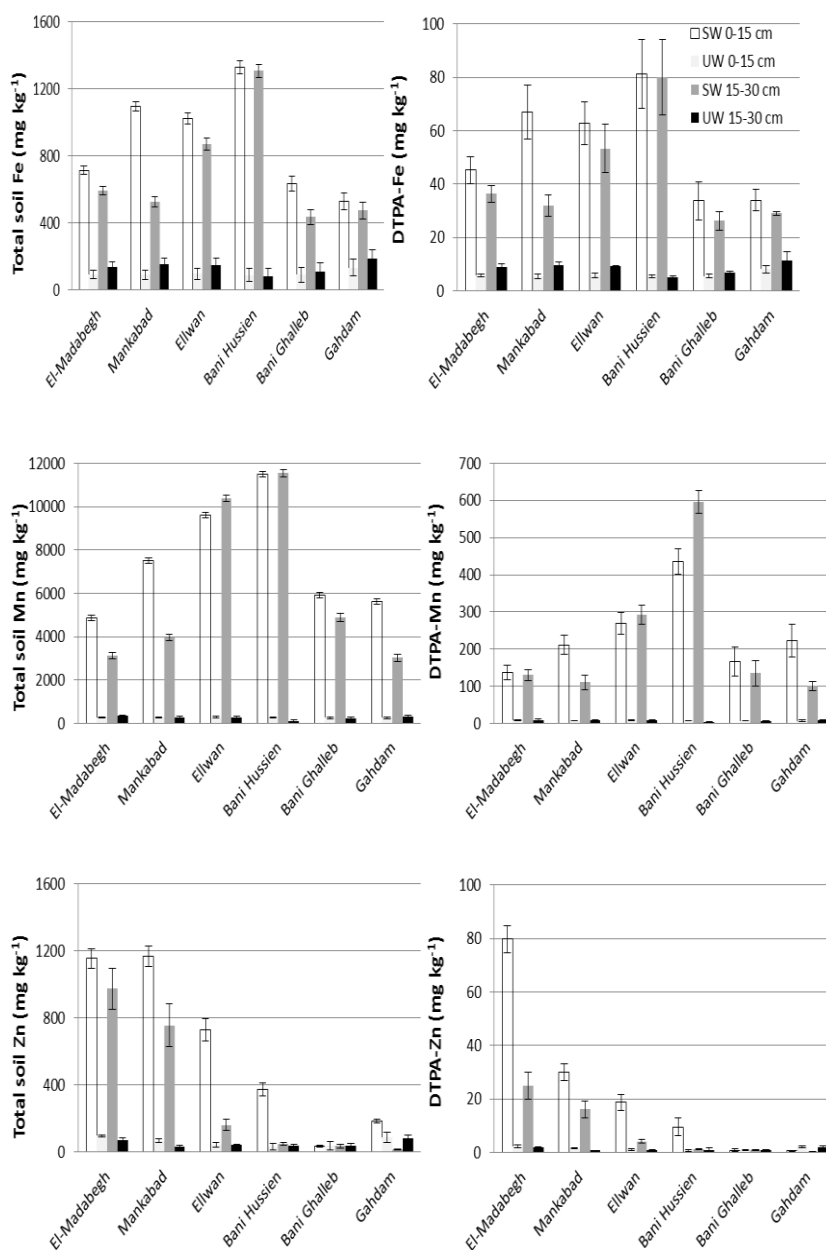 Total soil Fe (mg kg⁻¹)
1600
1200
800
400
0
El-Madabegh
Mankabad
Ellwan
Bani Hussien
Bani Ghalleb
Gahdam
DTPA-Fe (mg kg⁻¹)
100
80
60
40
20
0
SW 0-15 cm
UW 0-15 cm
SW 15-30 cm
UW 15-30 cm
El-Madabegh
Mankabad
Ellwan
Bani Hussien
Bani Ghalleb
Gahdam
Total soil Mn (mg kg⁻¹)
12000
10000
8000
6000
4000
2000
0
El-Madabegh
Mankabad
Ellwan
Bani Hussien
Bani Ghalleb
Gahdam
DTPA-Mn (mg kg⁻¹)
700
600
500
400
300
200
100
0
El-Madabegh
Mankabad
Ellwan
Bani Hussien
Bani Ghalleb
Gahdam
Total soil Zn (mg kg⁻¹)
1600
1200
800
400
0
El-Madabegh
Mankabad
Ellwan
Bani Hussien
Bani Ghalleb
Gahdam
DTPA-Zn (mg kg⁻¹)
100
80
60
40
20
0
El-Madabegh
Mankabad
Ellwan
Bani Hussien
Bani Ghalleb
Gahdam